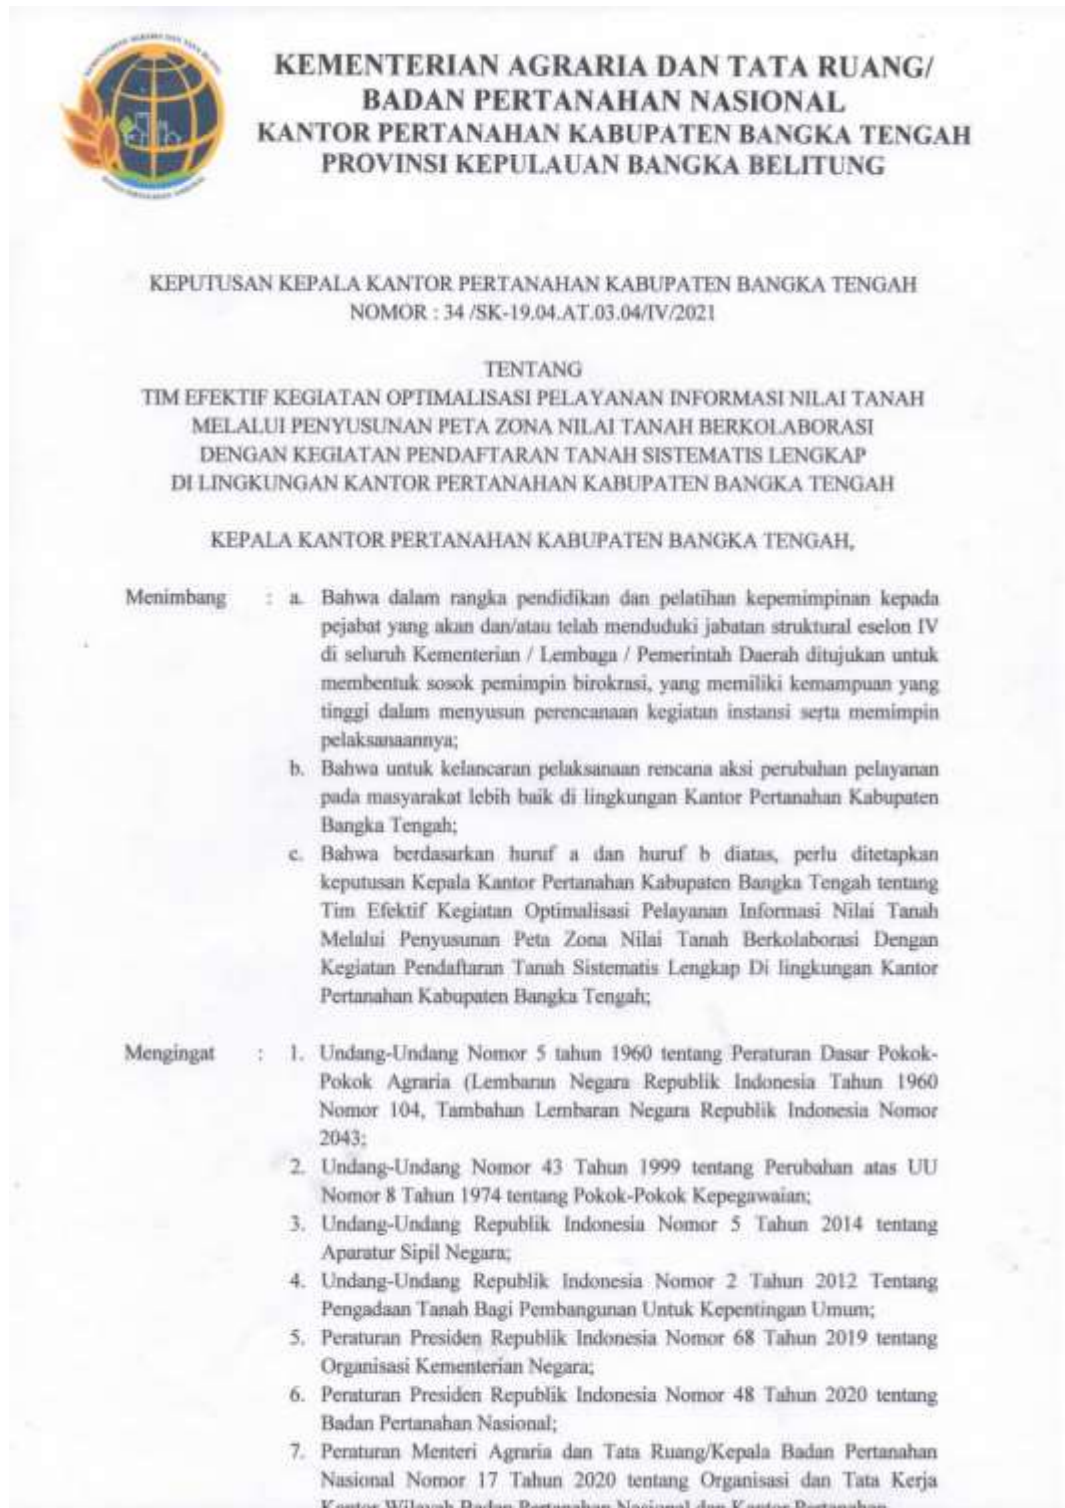 KEMENTERIAN AGRARIA DAN TATA RUANG/
BADAN PERTANAHAN NASIONAL
KANTOR PERTANAHAN KABUPATEN BANGKA TENGAH
PROVINSI KEPULAUAN BANGKA BELITUNG
KEPUTUSAN KEPALA KANTOR PERTANAHAN KABUPATEN BANGKA TENGAH
NOMOR : 34 /SK-19.04.AT.03.04/IV/2021
TENTANG
TIM EFEKTIF KEGIATAN OPTIMALISASI PELAYANAN INFORMASI NILAI TANAH
MELALUI PENYUSUNAN PETA ZONA NILAI TANAH BERKOLABORASI
DENGAN KEGIATAN PENDAFTARAN TANAH SISTEMATIS LENGKAP
DI LINGKUNGAN KANTOR PERTANAHAN KABUPATEN BANGKA TENGAH
KEPALA KANTOR PERTANAHAN KABUPATEN BANGKA TENGAH,
Menimbang : a. Bahwa dalam rangka pendidikan dan pelatihan kepemimpinan kepada
pejabat yang akan dan/atau telah menduduki jabatan struktural eselon IV
di seluruh Kementerian / Lembaga / Pemerintah Daerah ditujukan untuk
membentuk sosok pemimpin birokrasi, yang memiliki kemampuan yang
tinggi dalam menyusun perencanaan kegiatan instansi serta memimpin
pelaksanaannya;
b. Bahwa untuk kelancaran pelaksanaan rencana aksi perubahan pelayanan
pada masyarakat lebih baik di lingkungan Kantor Pertanahan Kabupaten
Bangka Tengah;
c. Bahwa berdasarkan huruf a dan huruf b diatas, perlu ditetapkan
keputusan Kepala Kantor Pertanahan Kabupaten Bangka Tengah tentang
Tim Efektif Kegiatan Optimalisasi Pelayanan Informasi Nilai Tanah
Melalui Penyusunan Peta Zona Nilai Tanah Berkolaborasi Dengan
Kegiatan Pendaftaran Tanah Sistematis Lengkap Di lingkungan Kantor
Pertanahan Kabupaten Bangka Tengah;
Mengingat : 1. Undang-Undang Nomor 5 tahun 1960 tentang Peraturan Dasar Pokok-
Pokok Agraria (Lembaran Negara Republik Indonesia Tahun 1960
Nomor 104, Tambahan Lembaran Negara Republik Indonesia Nomor
2043;
2. Undang-Undang Nomor 43 Tahun 1999 tentang Perubahan atas UU
Nomor 8 Tahun 1974 tentang Pokok-Pokok Kepegawaian;
3. Undang-Undang Republik Indonesia Nomor 5 Tahun 2014 tentang
Aparatur Sipil Negara;
4. Undang-Undang Republik Indonesia Nomor 2 Tahun 2012 Tentang
Pengadaan Tanah Bagi Pembangunan Untuk Kepentingan Umum;
5. Peraturan Presiden Republik Indonesia Nomor 68 Tahun 2019 tentang
Organisasi Kementerian Negara;
6. Peraturan Presiden Republik Indonesia Nomor 48 Tahun 2020 tentang
Badan Pertanahan Nasional;
7. Peraturan Menteri Agraria dan Tata Ruang/Kepala Badan Pertanahan
Nasional Nomor 17 Tahun 2020 tentang Organisasi dan Tata Kerja
Kantor Wilayah Badan Pertanahan Nasional dan Kantor Pertanahan